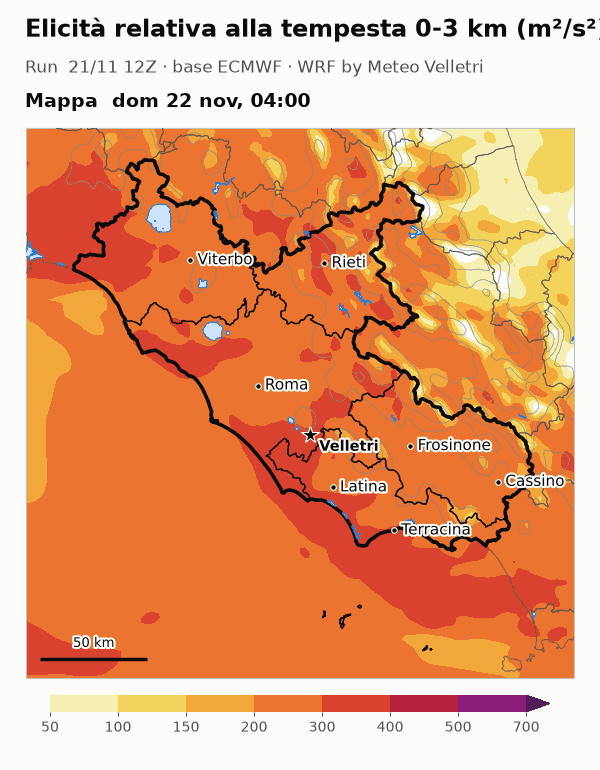 Elicità relativa alla tempesta 0-3 km (m²/s²)
Run 21/11 12Z · base ECMWF · WRF by Meteo Velletri
Mappa dom 22 nov, 04:00
Viterbo
Rieti
Roma
Velletri
Frosinone
Latina
Cassino
Terracina
50 km
50 100 150 200 300 400 500 700